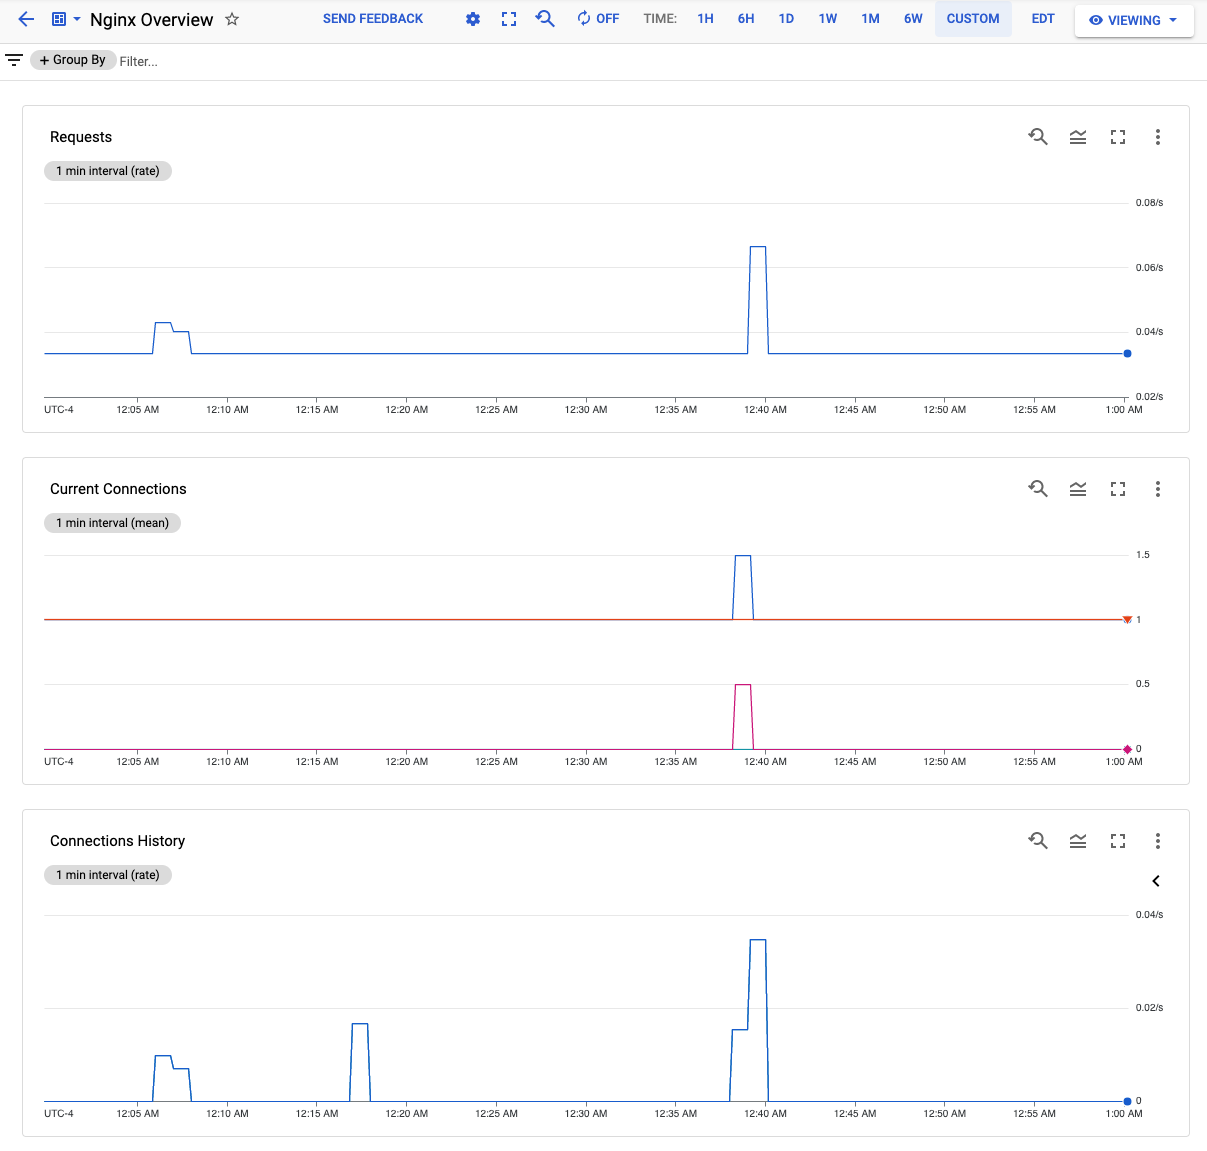 Nginx Overview
SEND FEEDBACK
OFF
TIME:
1H
6H
1D
1W
1M
6W
CUSTOM
EDT
VIEWING
+ Group By
Filter...
Requests
1 min interval (rate)
0.08/s
0.06/s
0.04/s
0.02/s
UTC-4
12:05 AM
12:10 AM
12:15 AM
12:20 AM
12:25 AM
12:30 AM
12:35 AM
12:40 AM
12:45 AM
12:50 AM
12:55 AM
1:00 AM
Current Connections
1 min interval (mean)
1.5
1
0.5
0
UTC-4
12:05 AM
12:10 AM
12:15 AM
12:20 AM
12:25 AM
12:30 AM
12:35 AM
12:40 AM
12:45 AM
12:50 AM
12:55 AM
1:00 AM
Connections History
1 min interval (rate)
0.04/s
0.02/s
0
UTC-4
12:05 AM
12:10 AM
12:15 AM
12:20 AM
12:25 AM
12:30 AM
12:35 AM
12:40 AM
12:45 AM
12:50 AM
12:55 AM
1:00 AM